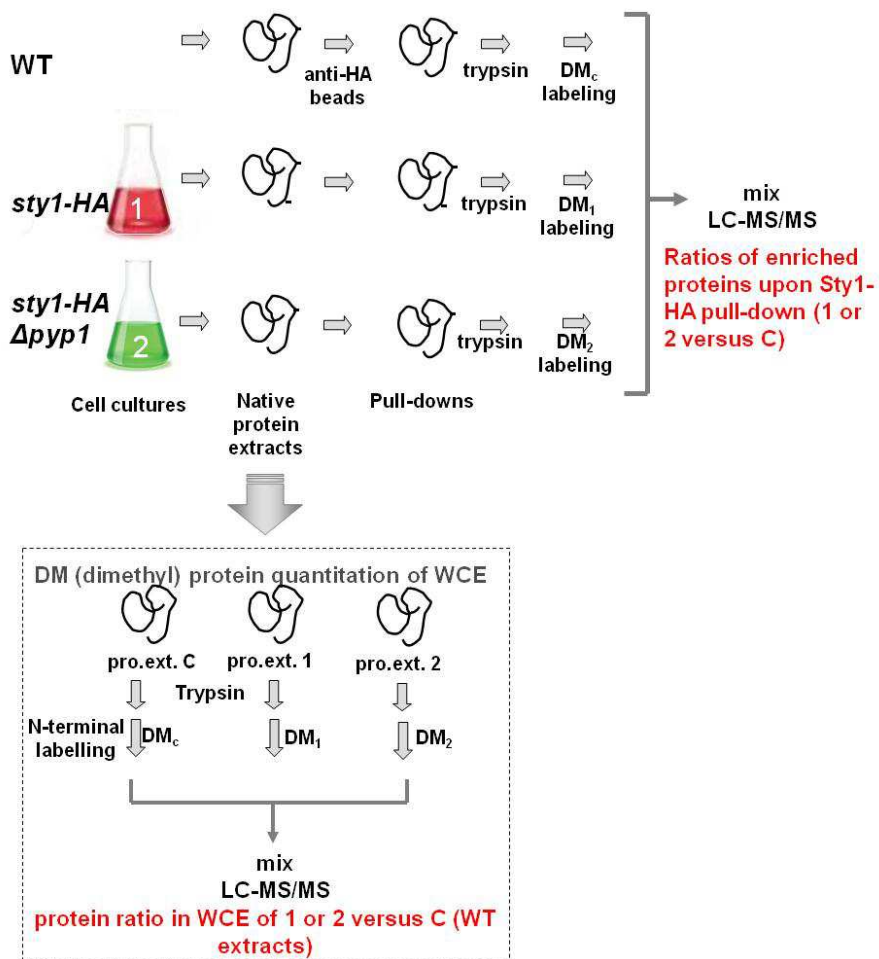 WT
anti-HA
beads
trypsin
DMc
labeling
sty1-HA
1
trypsin
DM1
labeling
mix
LC-MS/MS
Ratios of enriched
proteins upon Sty1-
HA pull-down (1 or
2 versus C)
sty1-HA
Δpyp1
2
trypsin
DM2
labeling
Cell cultures
Native
protein
extracts
Pull-downs
DM (dimethyl) protein quantitation of WCE
pro.ext. C
pro.ext. 1
pro.ext. 2
Trypsin
N-terminal
labelling
DMc
DM1
DM2
mix
LC-MS/MS
protein ratio in WCE of 1 or 2 versus C (WT
extracts)